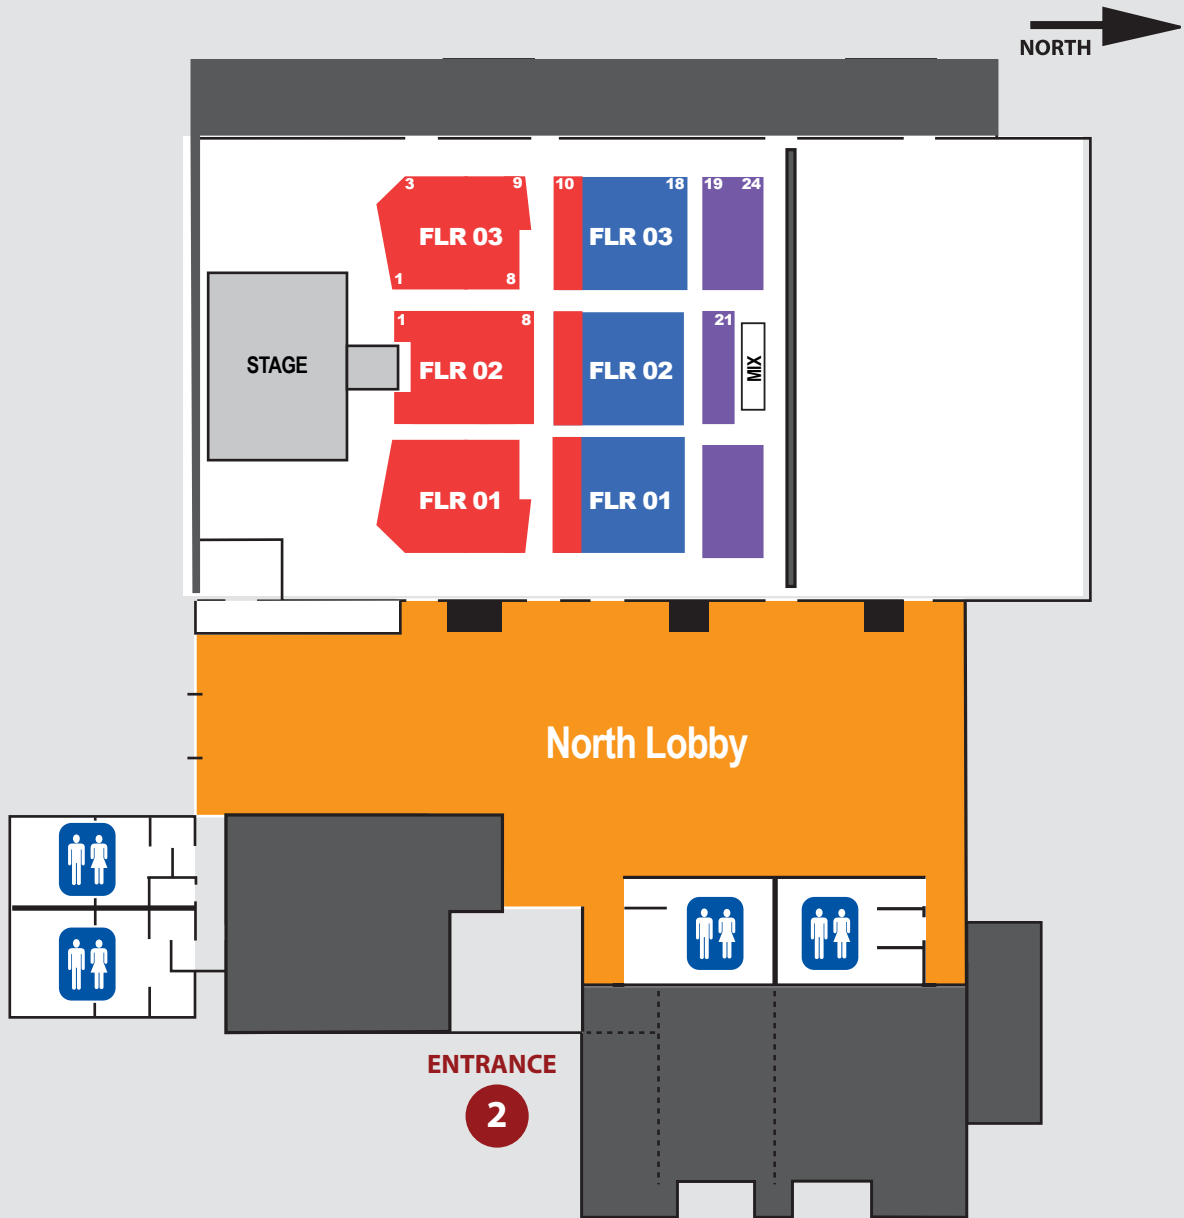 NORTH
3 9 10 18 19 24
FLR 03 FLR 03
1 8
1 8 21
STAGE FLR 02 FLR 02 MIX
FLR 01 FLR 01
North Lobby
ENTRANCE
2